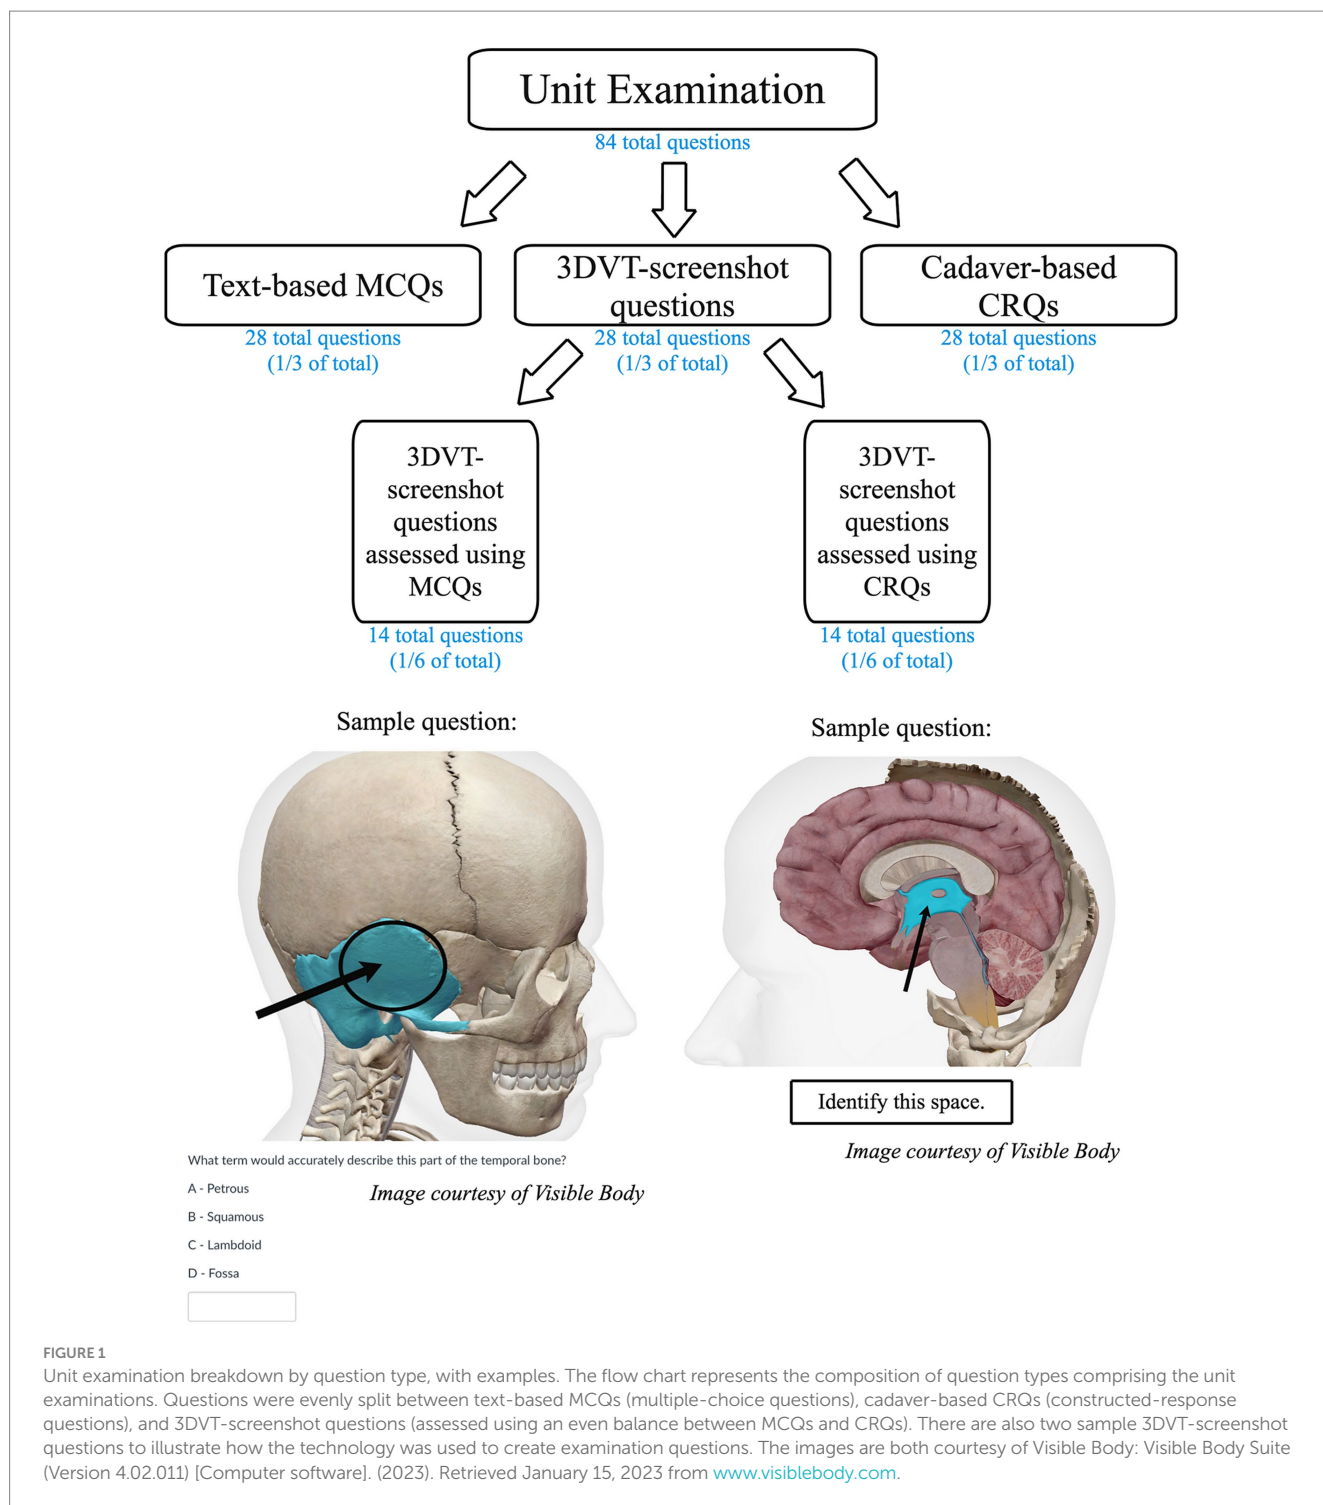 Unit Examination
84 total questions
Text-based MCQs
28 total questions
(1/3 of total)
3DVT-screenshot
questions
28 total questions
(1/3 of total)
Cadaver-based
CRQs
28 total questions
(1/3 of total)
3DVT-
screenshot
questions
assessed using
MCQs
14 total questions
(1/6 of total)
3DVT-
screenshot
questions
assessed using
CRQs
14 total questions
(1/6 of total)
Sample question:
What term would accurately describe this part of the temporal bone?
A - Petrous
B - Squamous
C - Lambdoid
D - Fossa
Image courtesy of Visible Body
Sample question:
Identify this space.
Image courtesy of Visible Body
FIGURE 1
Unit examination breakdown by question type, with examples. The flow chart represents the composition of question types comprising the unit
examinations. Questions were evenly split between text-based MCQs (multiple-choice questions), cadaver-based CRQs (constructed-response
questions), and 3DVT-screenshot questions (assessed using an even balance between MCQs and CRQs). There are also two sample 3DVT-screenshot
questions to illustrate how the technology was used to create examination questions. The images are both courtesy of Visible Body: Visible Body Suite
(Version 4.02.011) [Computer software]. (2023). Retrieved January 15, 2023 from www.visiblebody.com.